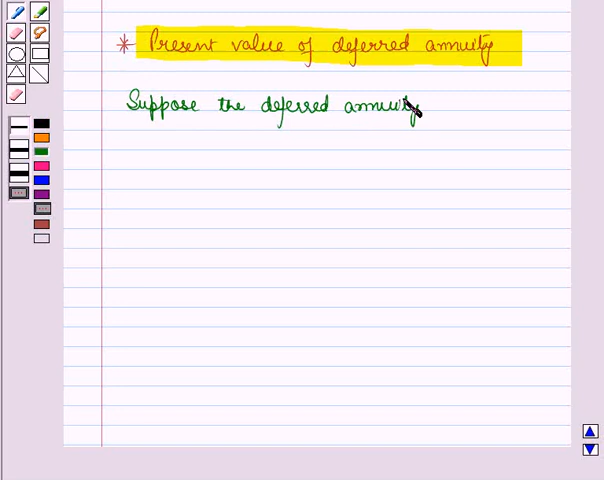 * Present value of deferred annuity
Suppose the deferred annuity